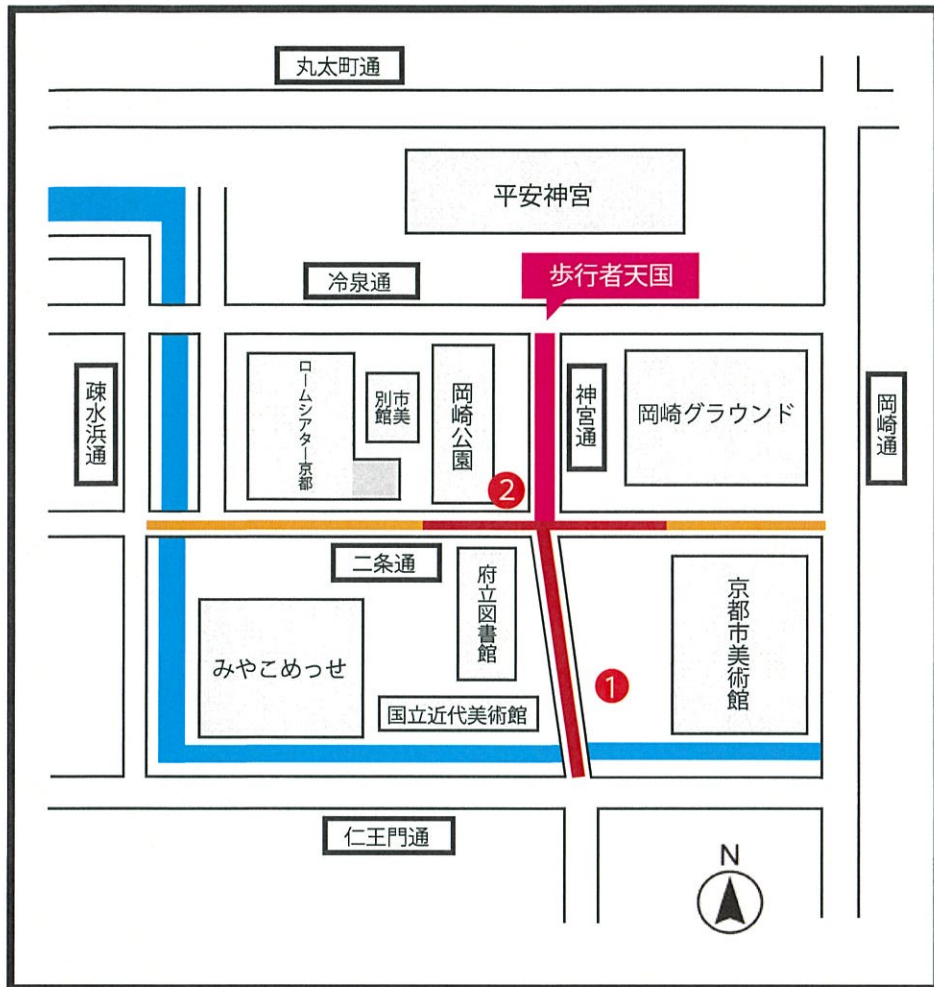 丸太町通
平安神宮
冷泉通
歩行者天国
疏水浜通
ロームシアター京都
市美
別館
岡崎公園
神宮通
岡崎グラウンド
岡崎通
2
二条通
府立図書館
京都市美術館
みやこめっせ
1
国立近代美術館
仁王門通
N